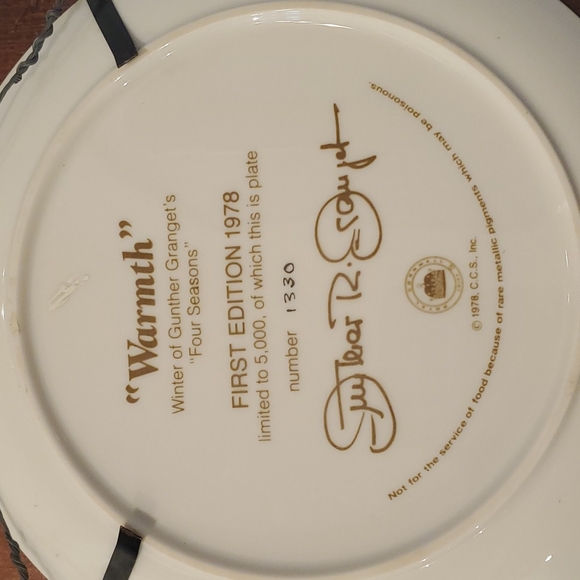 “Warmth”
Winter of Gunther Granget's
“Four Seasons”
FIRST EDITION 1978
limited to 5,000, of which this is plate
number 1330
© 1978, C.C.S., Inc.
Not for the service of food because of rare metallic pigments which may be poisonous.